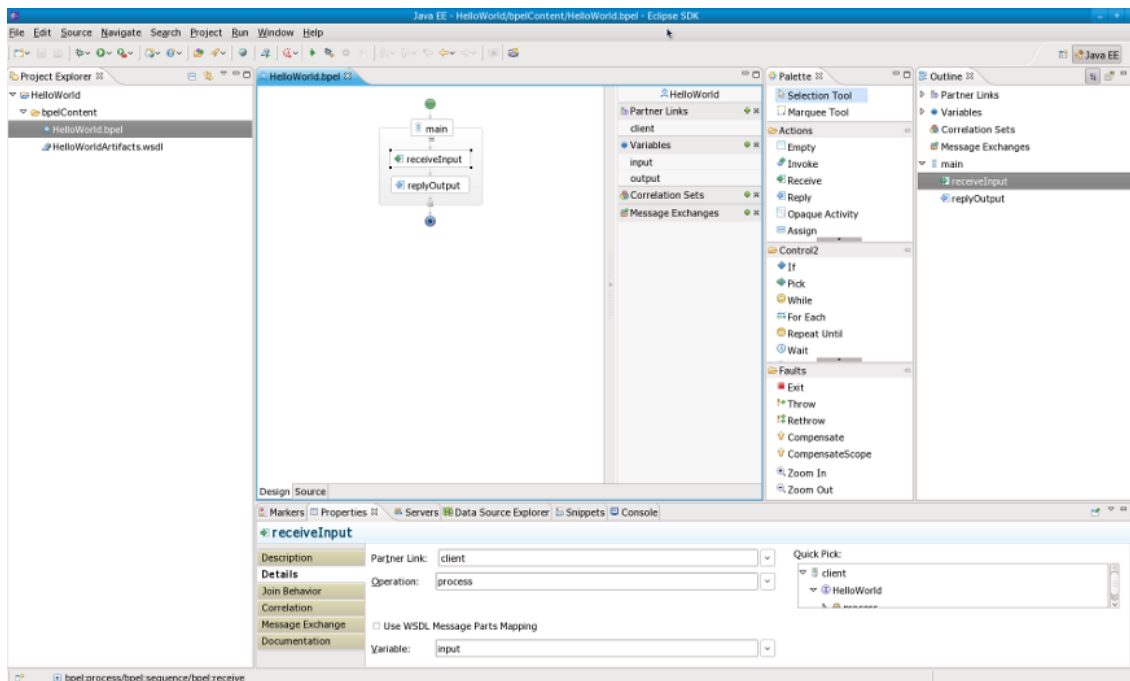 Java EE - HelloWorld/bpelContent/HelloWorld.bpel - Eclipse SDK
File Edit Source Navigate Search Project Run Window Help
Java EE
Project Explorer
HelloWorld
bpelContent
HelloWorld.bpel
HelloWorldArtifacts.wsdl
HelloWorld.bpel
main
receiveInput
replyOutput
HelloWorld
Partner Links
client
Variables
input
output
Correlation Sets
Message Exchanges
Design Source
Palette
Selection Tool
Marquee Tool
Actions
Empty
Invoke
Receive
Reply
Opaque Activity
Assign
Control2
If
Pick
While
For Each
Repeat Until
Wait
Faults
Exit
Throw
Rethrow
Compensate
CompensateScope
Zoom In
Zoom Out
Outline
Partner Links
Variables
Correlation Sets
Message Exchanges
main
receiveInput
replyOutput
Markers Properties Servers Data Source Explorer Snippets Console
receiveInput
Description
Details
Join Behavior
Correlation
Message Exchange
Documentation
Partner Link: client
Operation: process
Use WSDL Message Parts Mapping
Variable: input
Quick Pick:
client
HelloWorld
process
bpel:process/bpel:sequence/bpel:receive